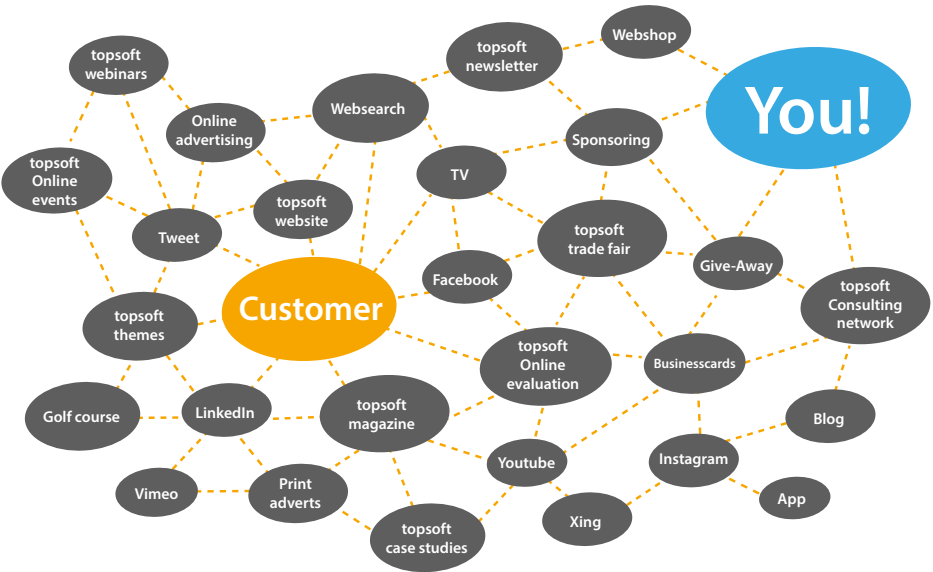 topsoft
webinars
topsoft
newsletter
Webshop
You!
Websearch
Online
advertising
Sponsoring
topsoft
Online
events
TV
topsoft
website
Tweet
topsoft
trade fair
Give-Away
Facebook
topsoft
Consulting
network
Customer
topsoft
themes
topsoft
Online
evaluation
Businesscards
Golf course
LinkedIn
topsoft
magazine
Blog
Youtube
Instagram
Vimeo
Print
adverts
App
Xing
topsoft
case studies